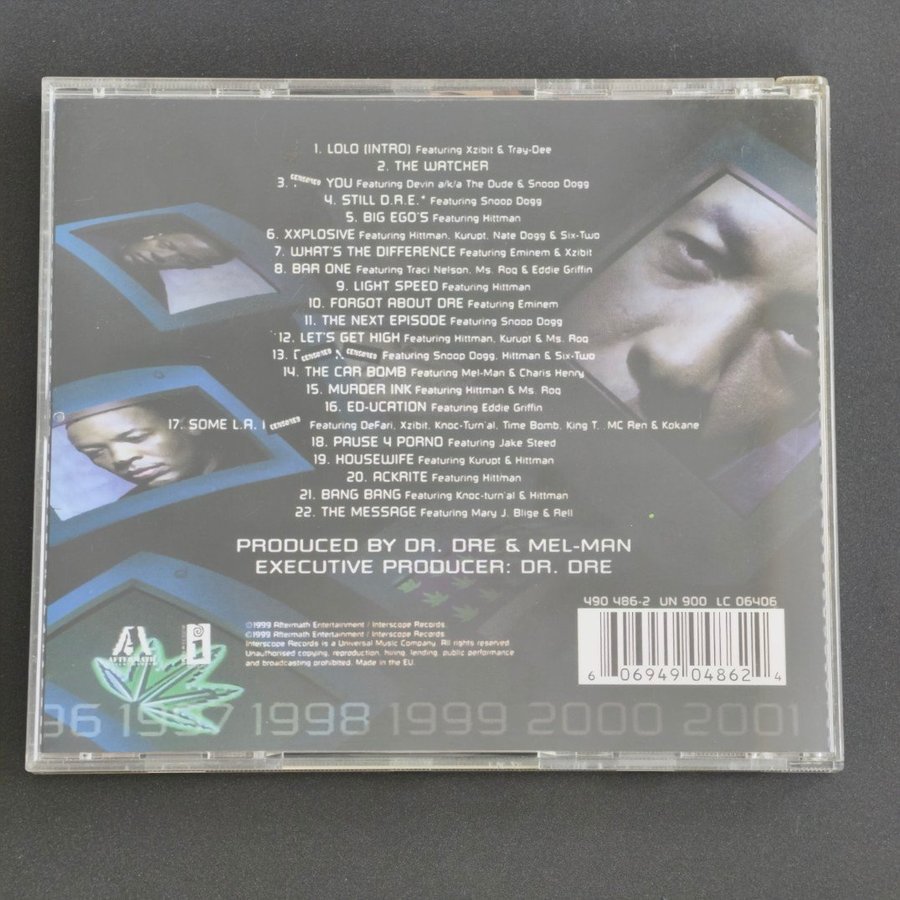 1. LOLO (INTRO) Featuring Xzibit & Tray-Dee
2. THE WATCHER
3. CENSORED YOU Featuring Devin a/k/a The Dude & Snoop Dogg
4. STILL D.R.E.* Featuring Snoop Dogg
5. BIG EGO'S Featuring Hittman
6. XXPLOSIVE Featuring Hittman, Kurupt, Nate Dogg & Six-Two
7. WHAT'S THE DIFFERENCE Featuring Eminem & Xzibit
8. BAR ONE Featuring Traci Nelson, Ms. Roq & Eddie Griffin
9. LIGHT SPEED Featuring Hittman
10. FORGOT ABOUT DRE Featuring Eminem
11. THE NEXT EPISODE Featuring Snoop Dogg
12. LET'S GET HIGH Featuring Hittman, Kurupt & Ms. Roq
13. CENSORED CENSORED Featuring Snoop Dogg, Hittman & Six-Two
14. THE CAR BOMB Featuring Mel-Man & Charis Henry
15. MURDER INK Featuring Hittman & Ms. Roq
16. ED-UCATION Featuring Eddie Griffin
17. SOME L.A. CENSORED Featuring DeFari, Xzibit, Knoc-Turn'al, Time Bomb, King T., MC Ren & Kokane
18. PAUSE 4 PORNO Featuring Jake Steed
19. HOUSEWIFE Featuring Kurupt & Hittman
20. ACKRITE Featuring Hittman
21. BANG BANG Featuring Knoc-turn'al & Hittman
22. THE MESSAGE Featuring Mary J. Blige & Rell
PRODUCED BY DR. DRE & MEL-MAN
EXECUTIVE PRODUCER: DR. DRE
490 486-2 UN 900 LC 06406
℗1999 Aftermath Entertainment / Interscope Records
©1999 Aftermath Entertainment / Interscope Records
Interscope Records is a Universal Music Company. All rights reserved.
Unauthorised copying, reproduction, hiring, lending, public performance
and broadcasting prohibited. Made in the EU.
AFTERMATH
6 06949 04862 4
96 1997 1998 1999 2000 2001